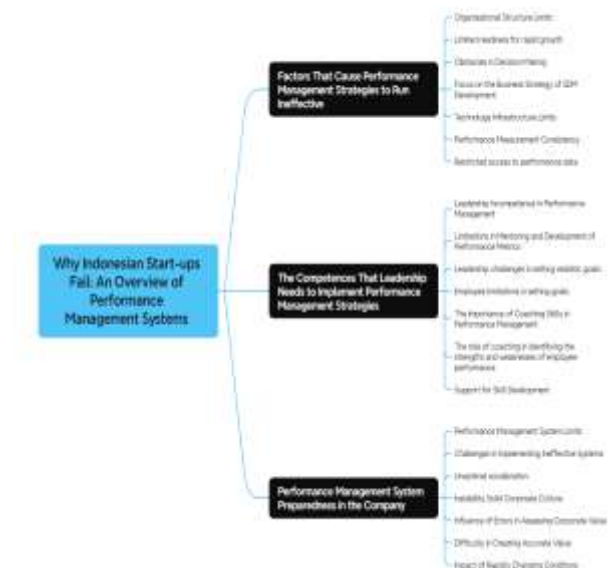 Organizational Structure Limits
Limited readiness for rapid growth
Obstacles in Decision Making
Factors That Cause Performance
Management Strategies to Run
Ineffective
Focus on the Business Strategy of SDM
Development
Technology Infrastructure Limits
Performance Measurement Consistency
Restricted access to performance data
Leadership Incompetence in Performance
Management
Limitations in Mentoring and Development of
Performance Metrics
Why Indonesian Start-ups
Fail: An Overview of
Performance
Management Systems
The Competences That Leadership
Needs to Implement Performance
Management Strategies
Leadership challenges in setting realistic goals
Employee limitations in setting goals
The Importance of Coaching Skills in
Performance Management
The role of coaching in identifying the
strengths and weaknesses of employee
performance
Support for Skill Development
Performance Management System Limits
Challenges in Implementing Ineffective Systems
Performance Management System
Preparedness in the Company
Corporate Culture
Influence of Errors in Assessing Corporate Value
Difficulty in Creating Accurate Value
Impact of Rapidly Changing Conditions